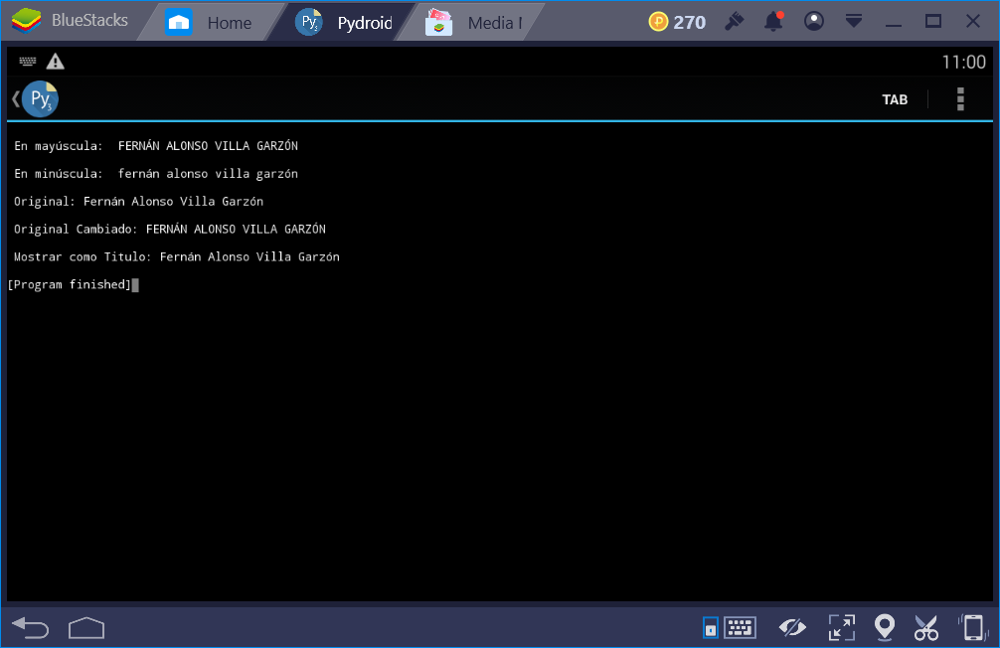 BlueStacks Home Pydroid Media 270
11:00
Py3 TAB
En mayúscula:  FERNÁN ALONSO VILLA GARZÓN
En minúscula:  fernán alonso villa garzón
Original: Fernán Alonso Villa Garzón
Original Cambiado: FERNÁN ALONSO VILLA GARZÓN
Mostrar como Titulo: Fernán Alonso Villa Garzón
[Program finished]